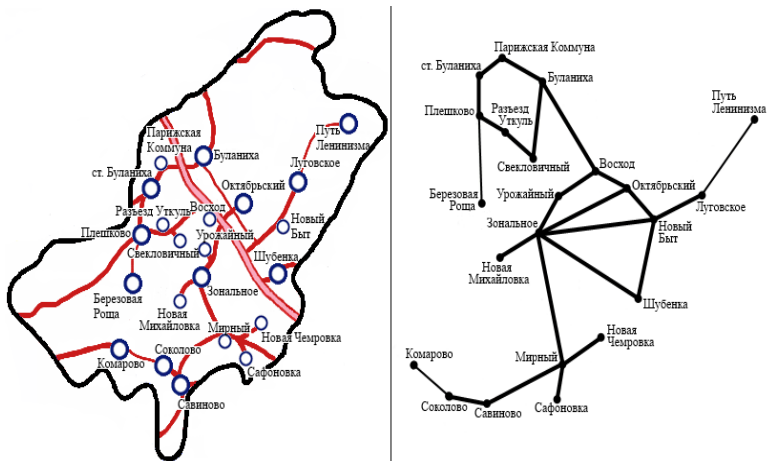 Парижская
Коммуна
Путь
Ленинизма
Буланиха
ст. Буланиха
Луговское
Октябрьский
Разъезд Уткуль
Восход
Новый
Быт
Плешково
Урожайный
Свекловичный
Шубенка
Березовая
Роща
Зональное
Новая
Михайловка
Мирный
Новая Чемровка
Соколово
Комарово
Сафоновка
Савиново
Парижская Коммуна
ст. Буланиха
Буланиха
Путь
Ленинизма
Плешково
Разъезд
Уткуль
Свекловичный
Восход
Октябрьский
Березовая
Роща
Урожайный
Луговское
Зональное
Новый
Быт
Новая
Михайловка
Шубенка
Новая
Чемровка
Мирный
Комарово
Соколово
Савиново
Сафоновка